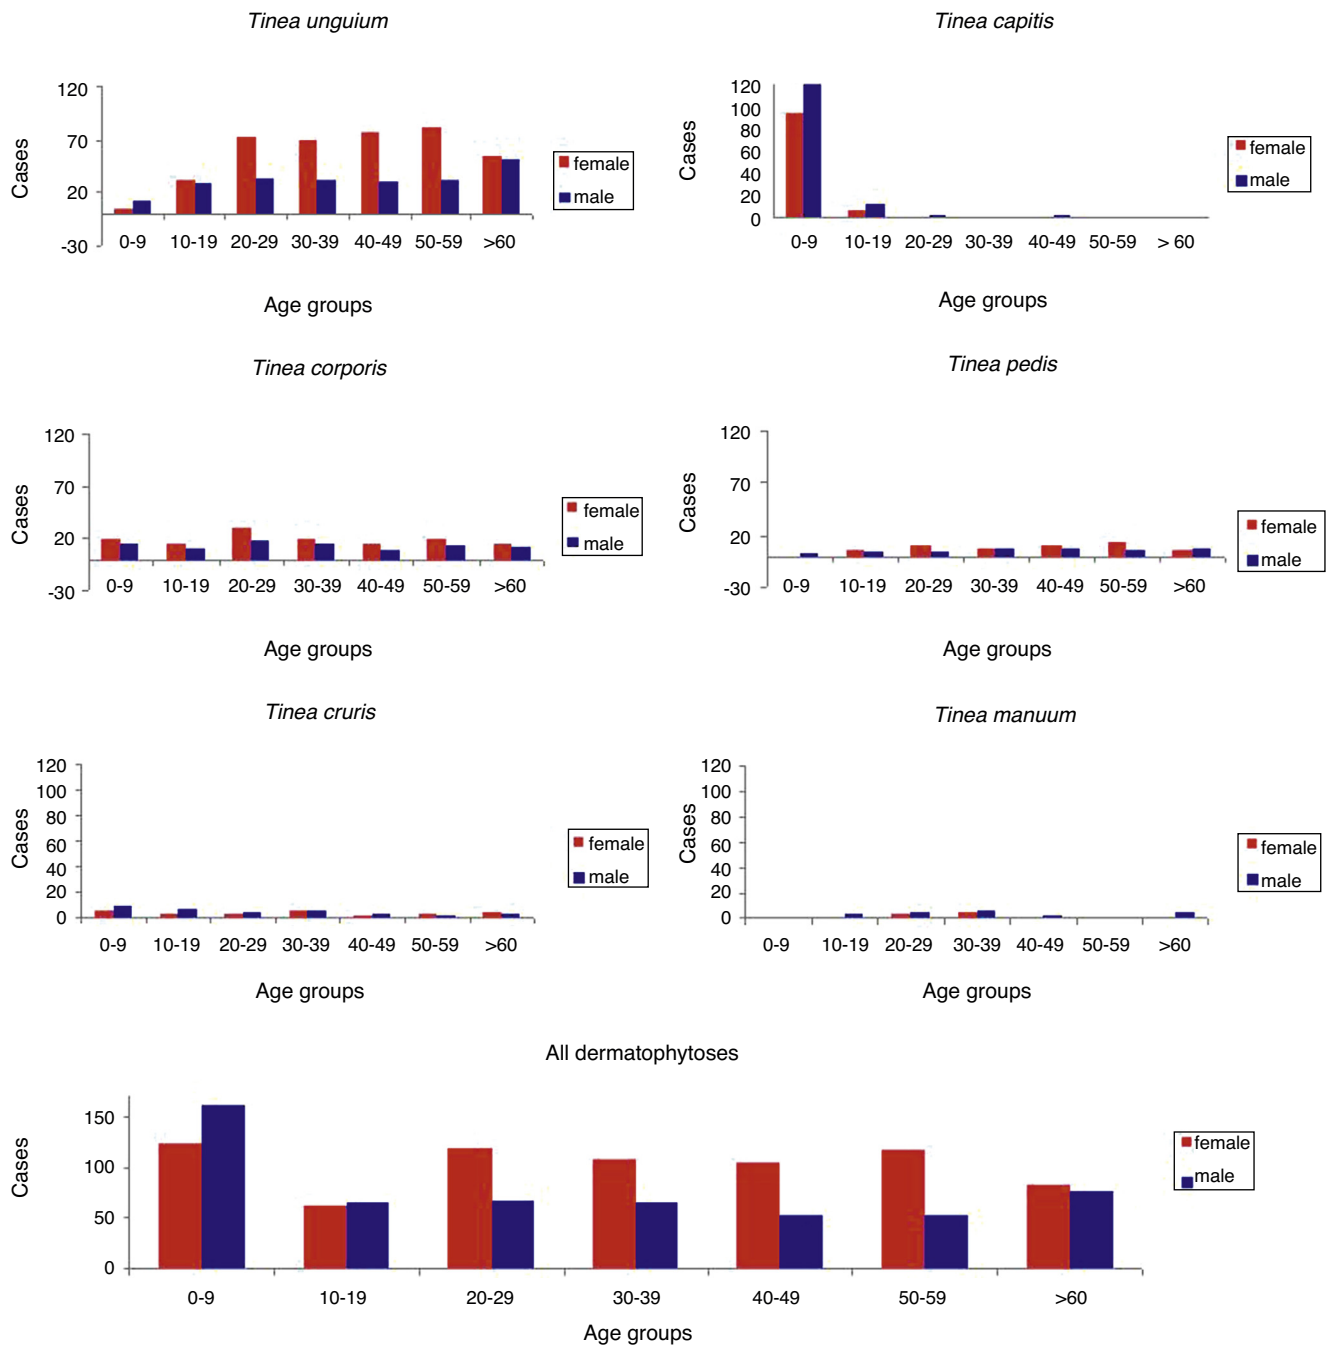 Tinea unguium
120
70
20
-30
Cases
0-9 10-19 20-29 30-39 40-49 50-59 >60
Age groups
female
male
Tinea capitis
120
100
80
60
40
20
0
Cases
0-9 10-19 20-29 30-39 40-49 50-59 > 60
Age groups
female
male
Tinea corporis
120
70
20
-30
Cases
0-9 10-19 20-29 30-39 40-49 50-59 >60
Age groups
female
male
Tinea pedis
120
70
20
-30
Cases
0-9 10-19 20-29 30-39 40-49 50-59 >60
Age groups
female
male
Tinea cruris
120
100
80
60
40
20
0
Cases
0-9 10-19 20-29 30-39 40-49 50-59 >60
Age groups
female
male
Tinea manuum
120
100
80
60
40
20
0
Cases
0-9 10-19 20-29 30-39 40-49 50-59 >60
Age groups
female
male
All dermatophytoses
150
100
50
0
Cases
0-9 10-19 20-29 30-39 40-49 50-59 >60
Age groups
female
male